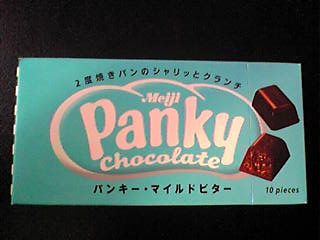 2度焼きパンのシャリッとクランチ
Meiji
Panky
chocolate
パンキー・マイルドビター
10 pieces